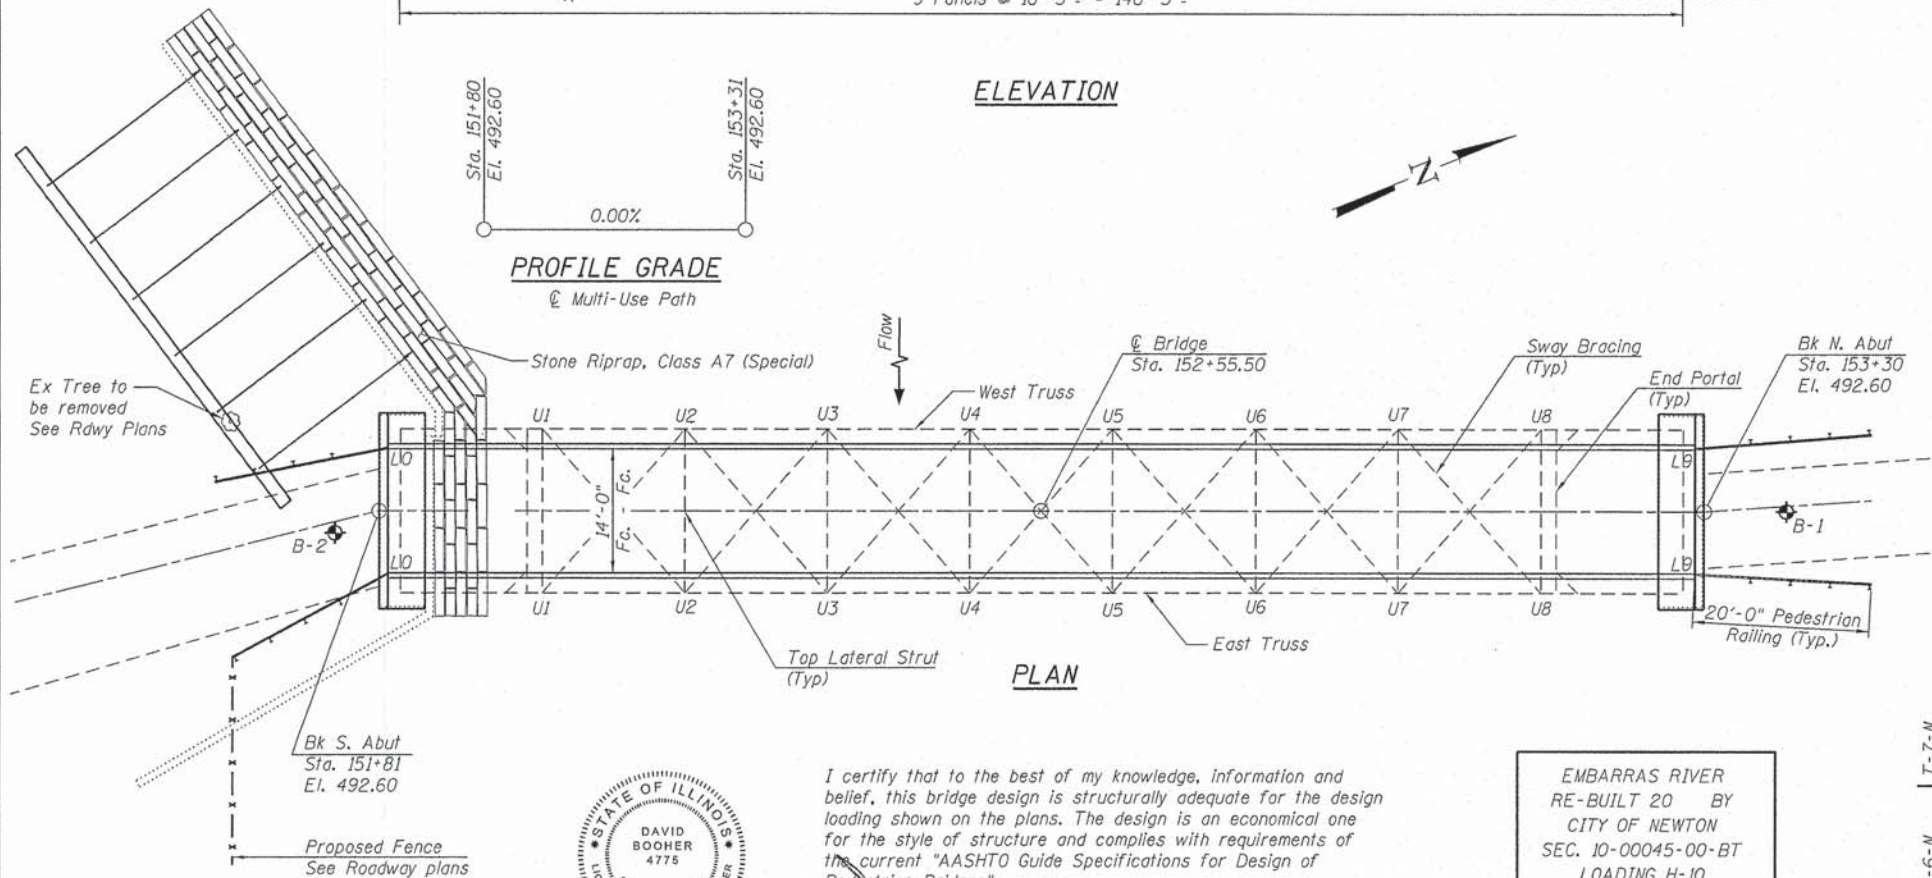 ELEVATION
Sta. 151+80
El. 492.60
Sta. 153+31
El. 492.60
0.00%
PROFILE GRADE
℄ Multi-Use Path
N
Stone Riprap, Class A7 (Special)
Ex Tree to
be removed
See Rdwy Plans
Flow
West Truss
℄ Bridge
Sta. 152+55.50
Sway Bracing
(Typ)
End Portal
(Typ)
Bk N. Abut
Sta. 153+30
El. 492.60
U1 U2 U3 U4 U5 U6 U7 U8
L0 L9
14'-0"
Fc. - Fc.
B-2 B-1
L0 L9
U1 U2 U3 U4 U5 U6 U7 U8
20'-0" Pedestrian
Railing (Typ.)
East Truss
Top Lateral Strut
(Typ)
PLAN
Bk S. Abut
Sta. 151+81
El. 492.60
Proposed Fence
See Roadway plans
STATE OF ILLINOIS
DAVID
BOOHER
4775
I certify that to the best of my knowledge, information and
belief, this bridge design is structurally adequate for the design
loading shown on the plans. The design is an economical one
for the style of structure and complies with requirements of
the current "AASHTO Guide Specifications for Design of
EMBARRAS RIVER
RE-BUILT 20 BY
CITY OF NEWTON
SEC. 10-00045-00-BT
LOADING H-10
T-7-N